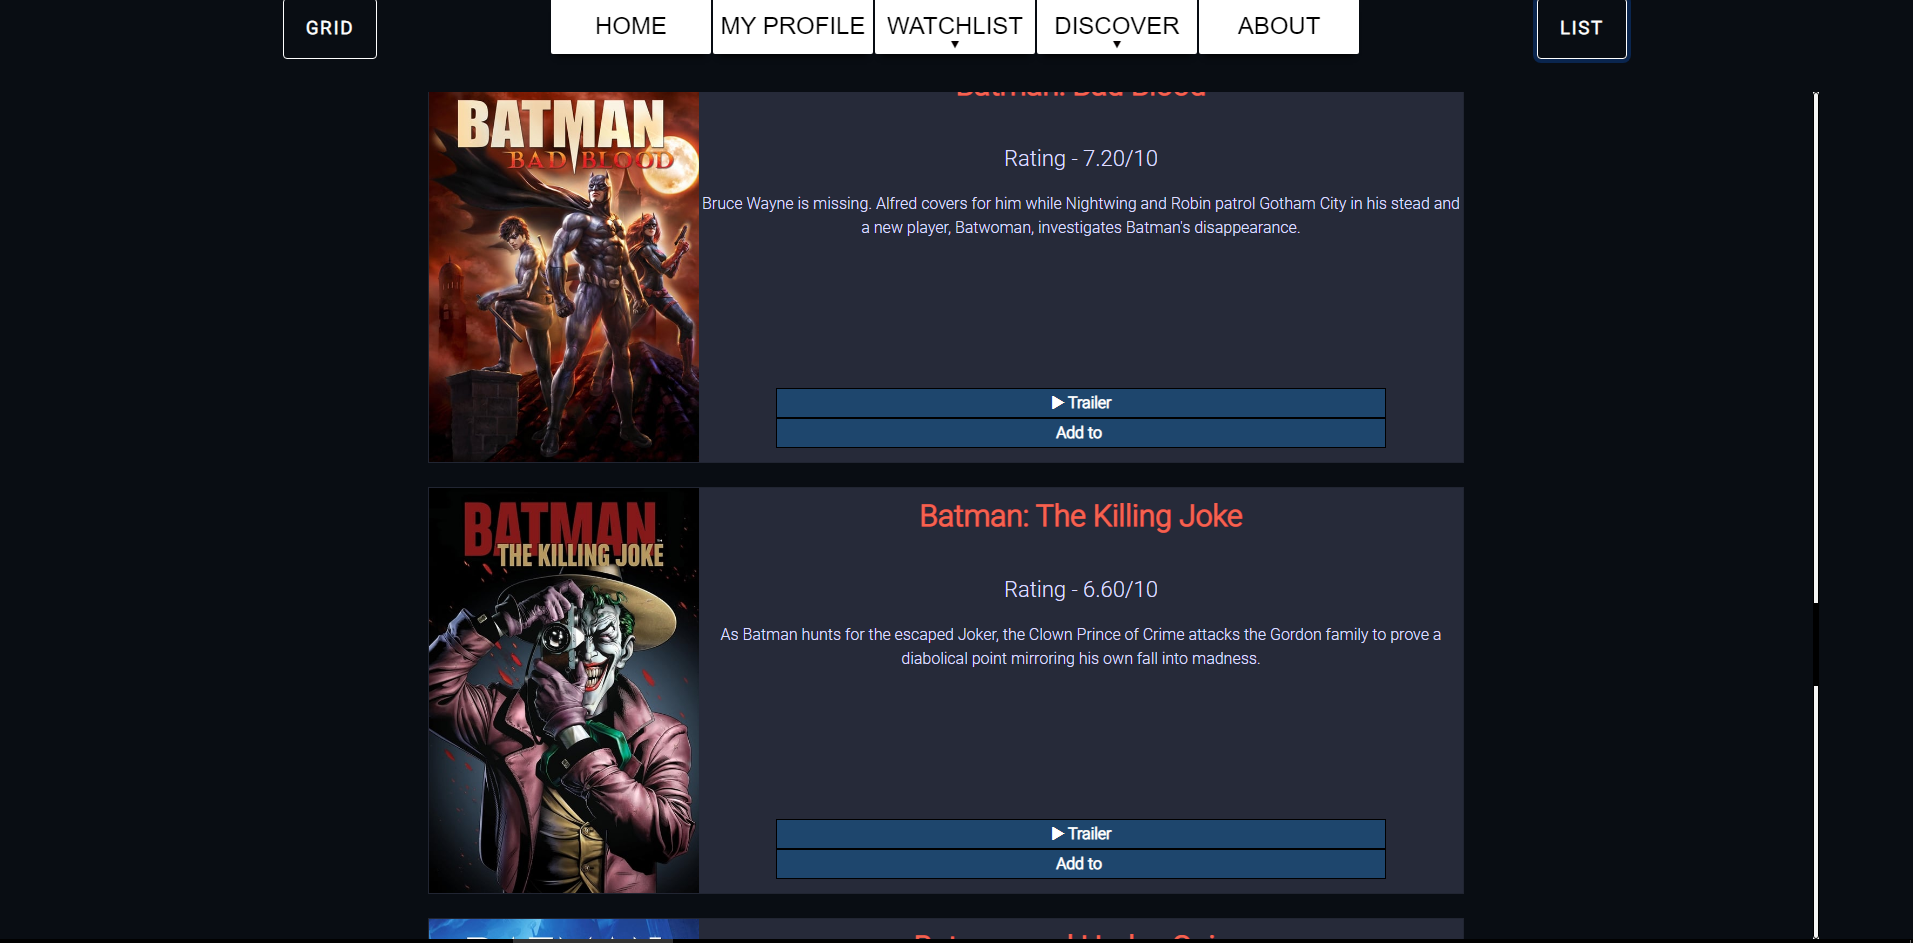 GRID
HOME
MY PROFILE
WATCHLIST
DISCOVER
ABOUT
LIST
BATMAN
BAD BLOOD
Batman: Bad Blood
Rating - 7.20/10
Bruce Wayne is missing. Alfred covers for him while Nightwing and Robin patrol Gotham City in his stead and
a new player, Batwoman, investigates Batman's disappearance.
Trailer
Add to
BATMAN
THE KILLING JOKE
Batman: The Killing Joke
Rating - 6.60/10
As Batman hunts for the escaped Joker, the Clown Prince of Crime attacks the Gordon family to prove a
diabolical point mirroring his own fall into madness.
Trailer
Add to